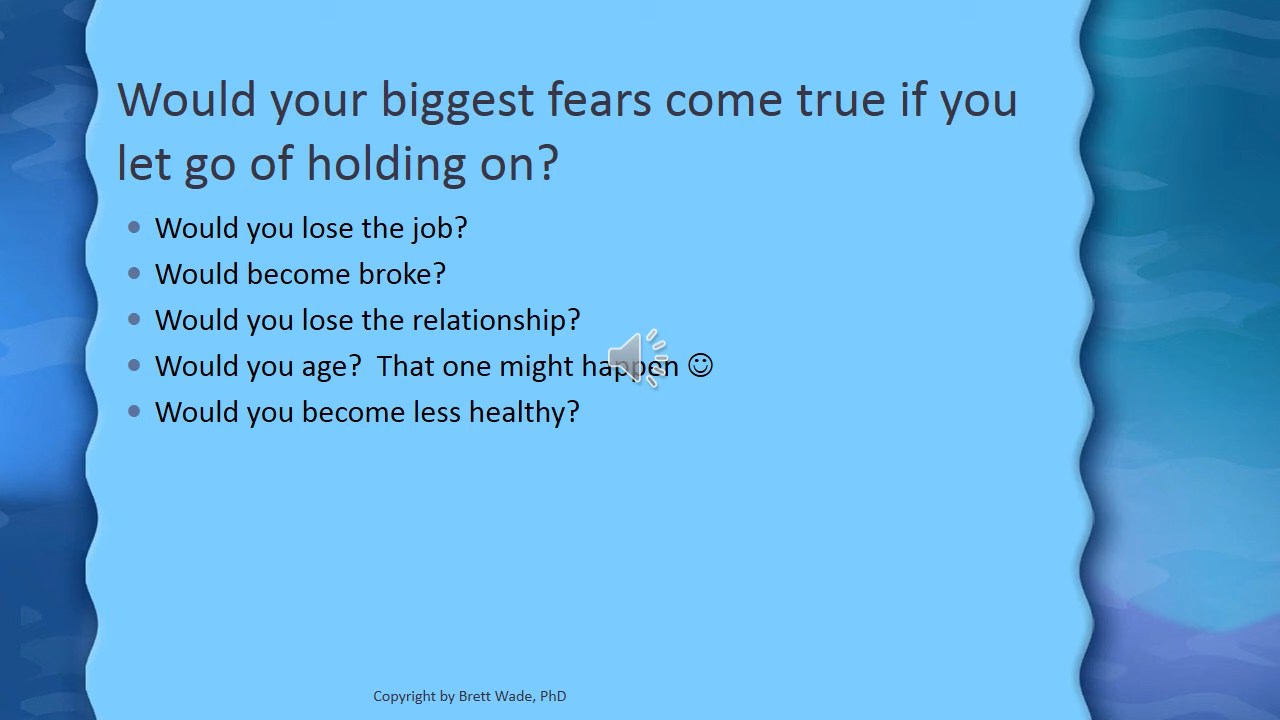 Would your biggest fears come true if you
let go of holding on?
• Would you lose the job?
• Would become broke?
• Would you lose the relationship?
• Would you age?  That one might happen ☺
• Would you become less healthy?
Copyright by Brett Wade, PhD